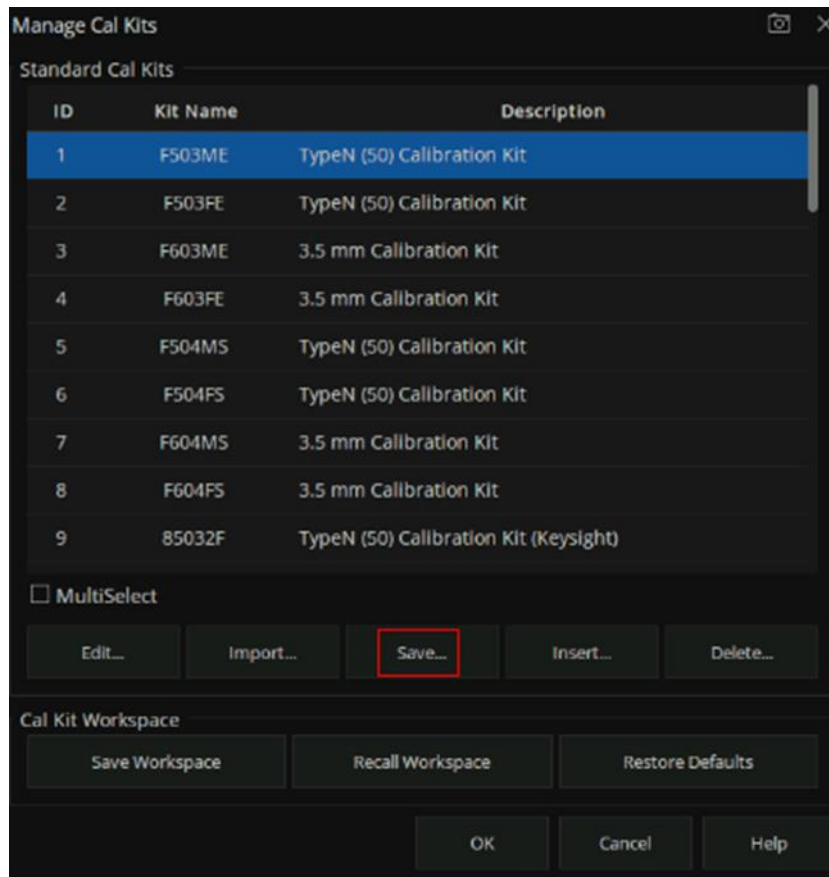 Manage Cal Kits
Standard Cal Kits
ID Kit Name Description
1 F503ME TypeN (50) Calibration Kit
2 F503FE TypeN (50) Calibration Kit
3 F603ME 3.5 mm Calibration Kit
4 F603FE 3.5 mm Calibration Kit
5 F504MS TypeN (50) Calibration Kit
6 F504FS TypeN (50) Calibration Kit
7 F604MS 3.5 mm Calibration Kit
8 F604FS 3.5 mm Calibration Kit
9 85032F TypeN (50) Calibration Kit (Keysight)
MultiSelect
Edit... Import... Save... Insert... Delete...
Cal Kit Workspace
Save Workspace Recall Workspace Restore Defaults
OK Cancel Help